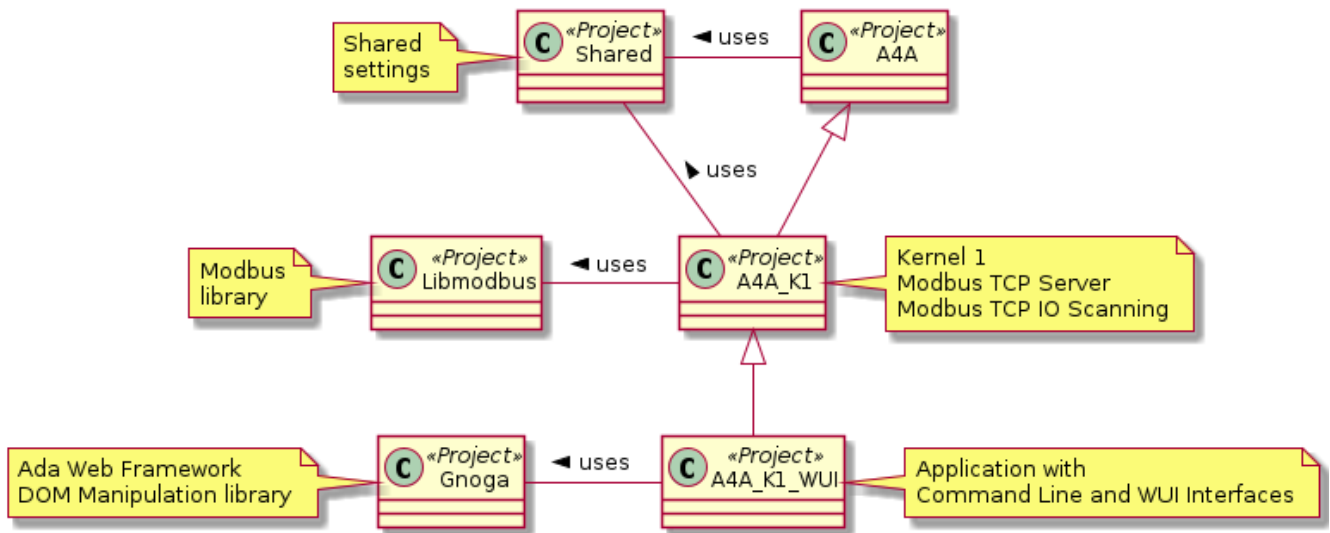 Shared
settings
C
«Project»
Shared
◄ uses
C
«Project»
A4A
◄ uses
Modbus
library
C
«Project»
Libmodbus
◄ uses
C
«Project»
A4A_K1
Kernel 1
Modbus TCP Server
Modbus TCP IO Scanning
Ada Web Framework
DOM Manipulation library
C
«Project»
Gnoga
◄ uses
C
«Project»
A4A_K1_WUI
Application with
Command Line and WUI Interfaces